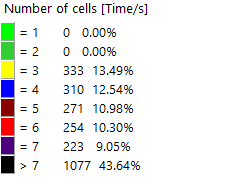 Number of cells [Time/s]
= 1 0 0.00%
= 2 0 0.00%
= 3 333 13.49%
= 4 310 12.54%
= 5 271 10.98%
= 6 254 10.30%
= 7 223 9.05%
> 7 1077 43.64%